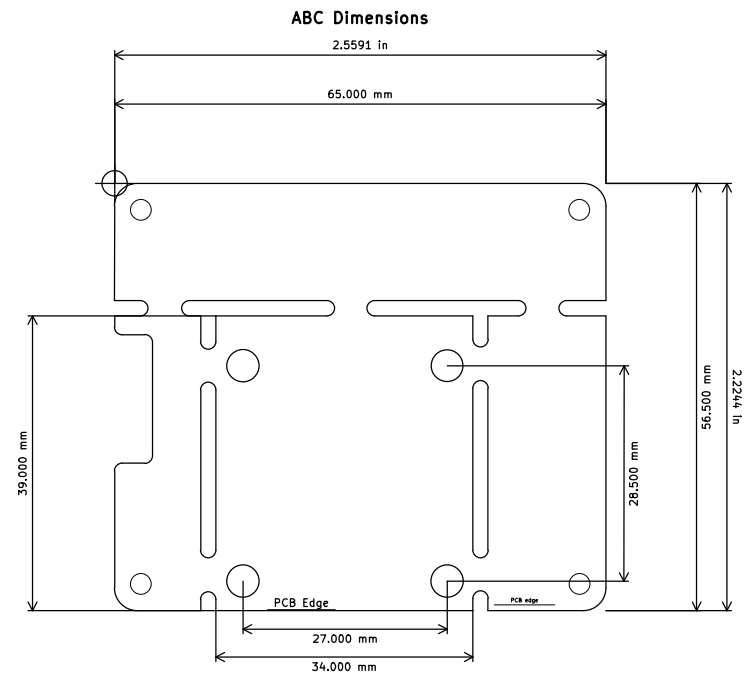 ABC Dimensions
2.5591 in
65.000 mm
39.000 mm
28.500 mm
56.500 mm
2.2244 in
PCB Edge
PCB edge
27.000 mm
34.000 mm